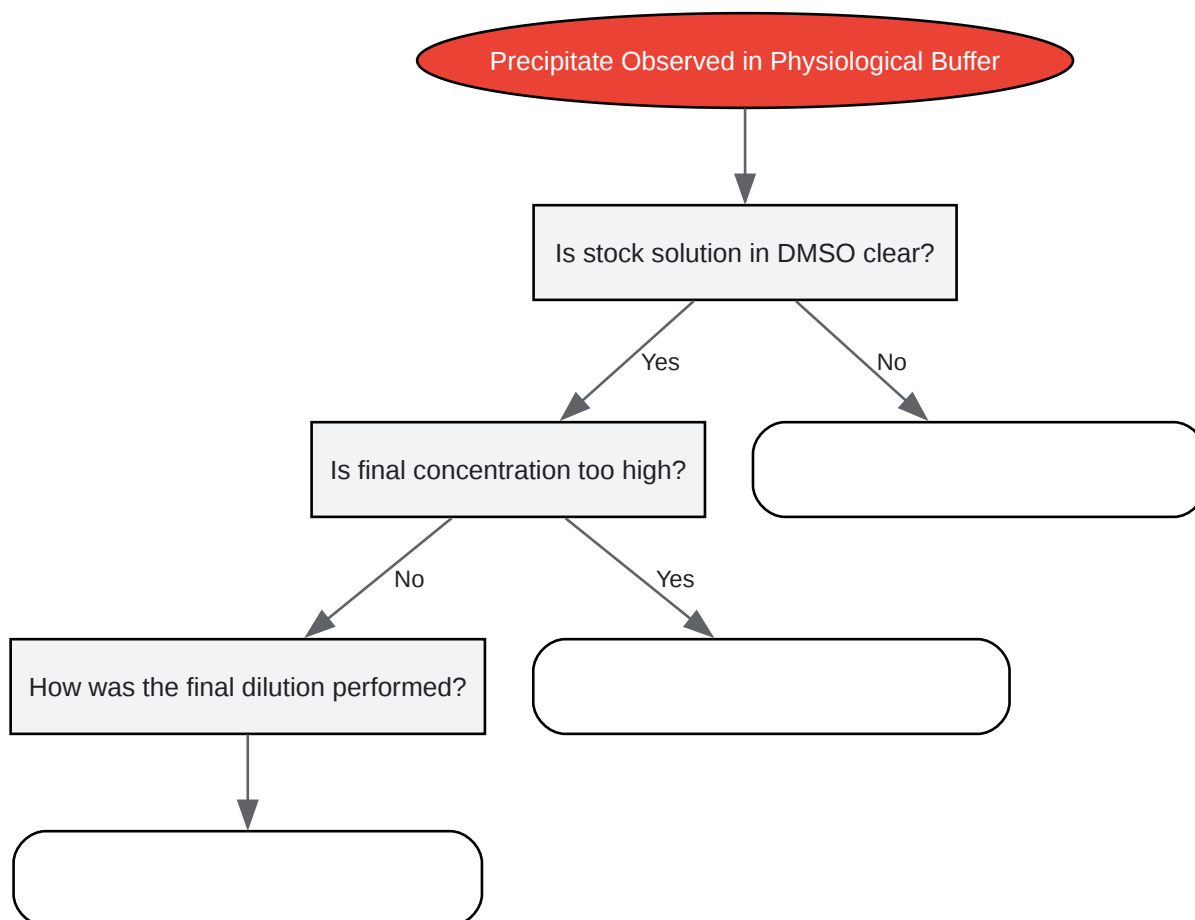 Precipitate Observed in Physiological Buffer
Is stock solution in DMSO clear?
Yes
No
Is final concentration too high?
No
Yes
How was the final dilution performed?